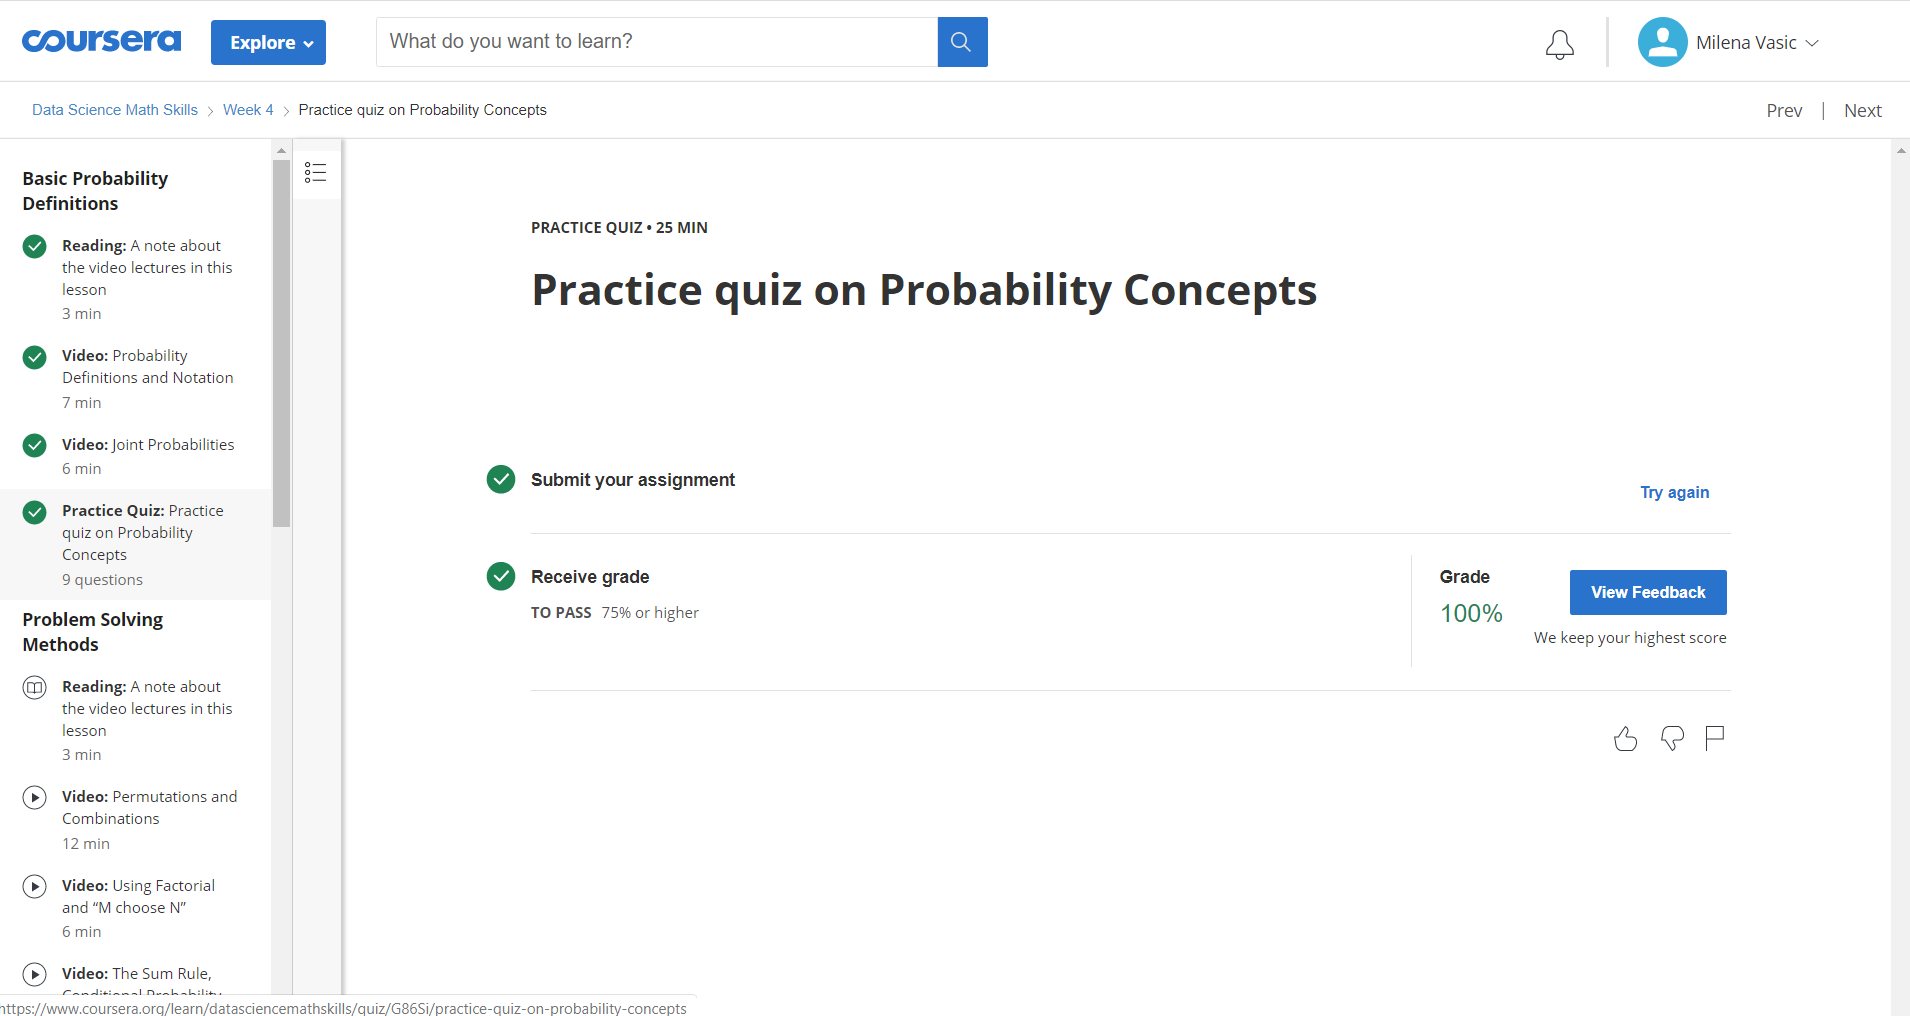 coursera
Explore
What do you want to learn?
Milena Vasic
Data Science Math Skills
Week 4
Practice quiz on Probability Concepts
Prev | Next
Basic Probability
Definitions
Reading: A note about
the video lectures in this
lesson
3 min
Video: Probability
Definitions and Notation
7 min
Video: Joint Probabilities
6 min
Practice Quiz: Practice
quiz on Probability
Concepts
9 questions
Problem Solving
Methods
Reading: A note about
the video lectures in this
lesson
3 min
Video: Permutations and
Combinations
12 min
Video: Using Factorial
and “M choose N”
6 min
Video: The Sum Rule,
Conditional Probability
PRACTICE QUIZ • 25 MIN
Practice quiz on Probability Concepts
Submit your assignment
Try again
Receive grade
TO PASS 75% or higher
Grade
100%
View Feedback
We keep your highest score
https://www.coursera.org/learn/datasciencemathskills/quiz/G86Si/practice-quiz-on-probability-concepts